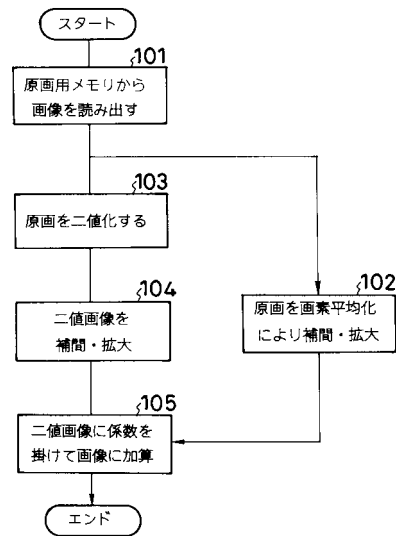 スタート
101
原画用メモリから
画像を読み出す
103
原画を二値化する
104
二値画像を
補間・拡大
102
原画を画素平均化
により補間・拡大
105
二値画像に係数を
掛けて画像に加算
エンド